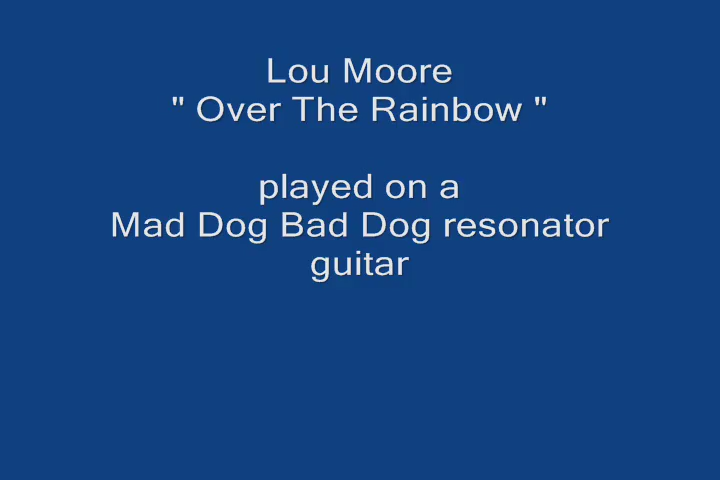 Lou Moore
" Over The Rainbow "
played on a
Mad Dog Bad Dog resonator
guitar